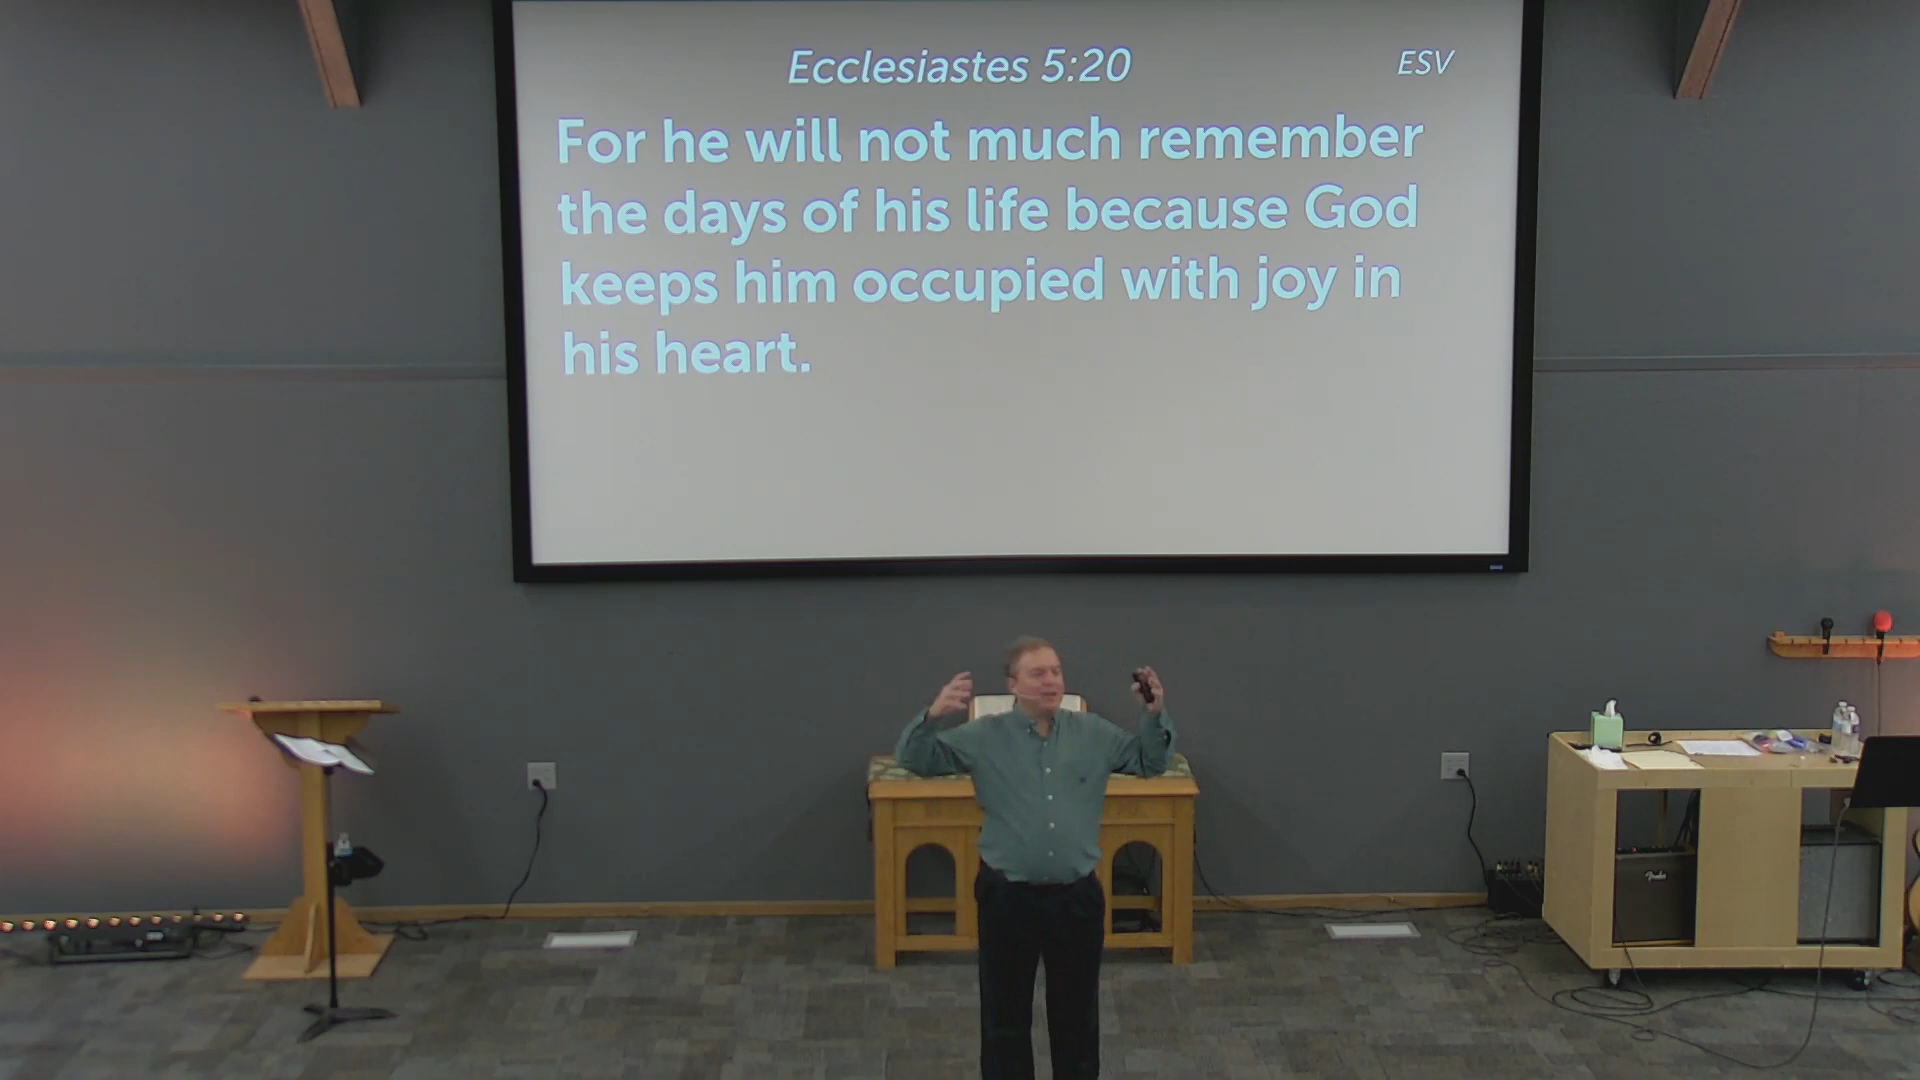 Ecclesiastes 5:20
ESV
For he will not much remember
the days of his life because God
keeps him occupied with joy in
his heart.
Fender